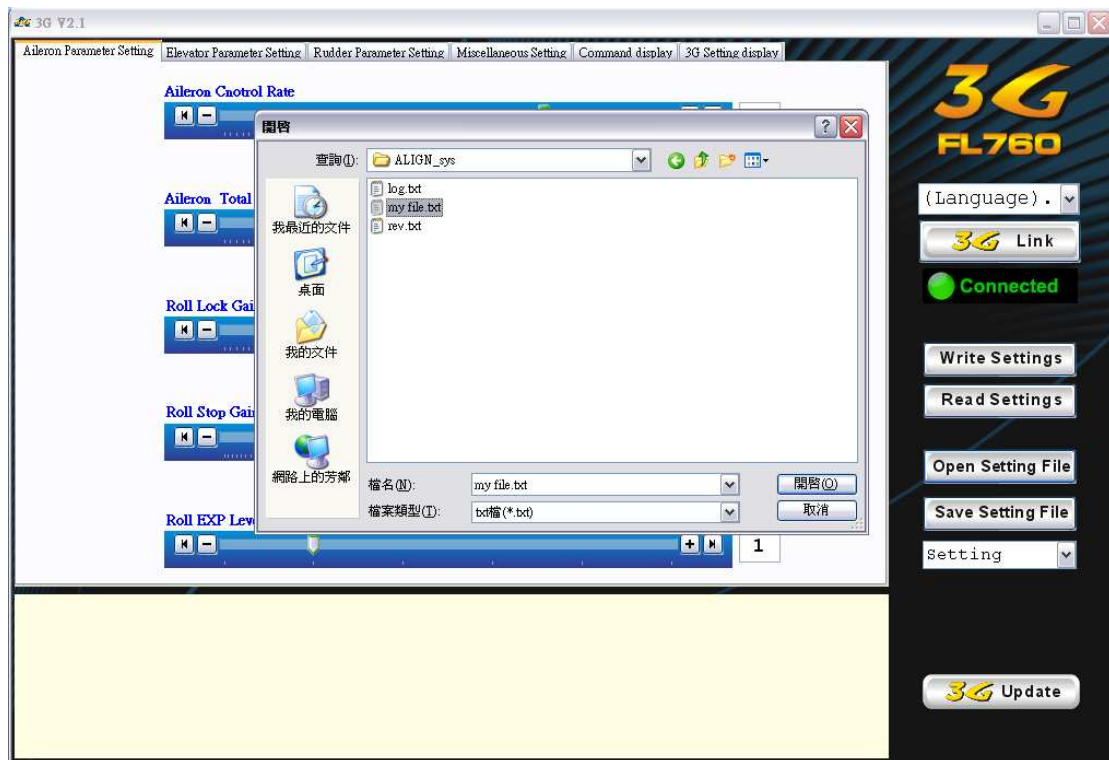 3G V2.1
Aileron Parameter Setting
Elevator Parameter Setting
Rudder Parameter Setting
Miscellaneous Setting
Command display
3G Setting display
Aileron Cnotrol Rate
Aileron Total
Roll Lock Gai
Roll Stop Gai
Roll EXP Lev
1
開啓
查詢(I):
ALIGN_sys
我最近的文件
桌面
我的文件
我的電腦
網路上的芳鄰
log.txt
my file.txt
rev.txt
檔名(N):
my file.txt
開啓(O)
檔案類型(T):
txt檔 (*.txt)
取消
3G
FL760
(Language).
3G Link
Connected
Write Settings
Read Settings
Open Setting File
Save Setting File
Setting
3G Update